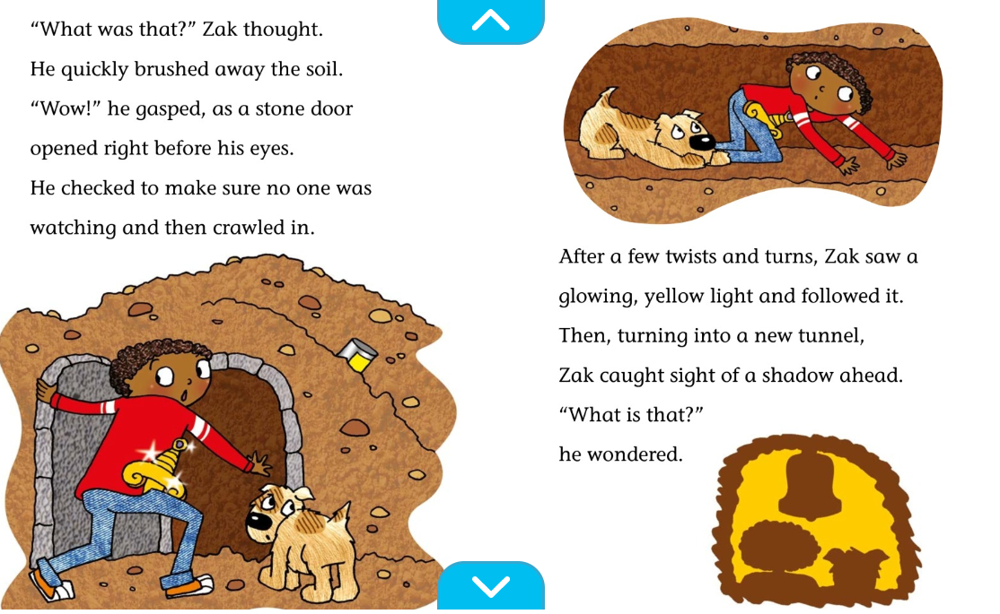 “What was that?” Zak thought.
He quickly brushed away the soil.
“Wow!” he gasped, as a stone door
opened right before his eyes.
He checked to make sure no one was
watching and then crawled in.
After a few twists and turns, Zak saw a
glowing, yellow light and followed it.
Then, turning into a new tunnel,
Zak caught sight of a shadow ahead.
“What is that?”
he wondered.